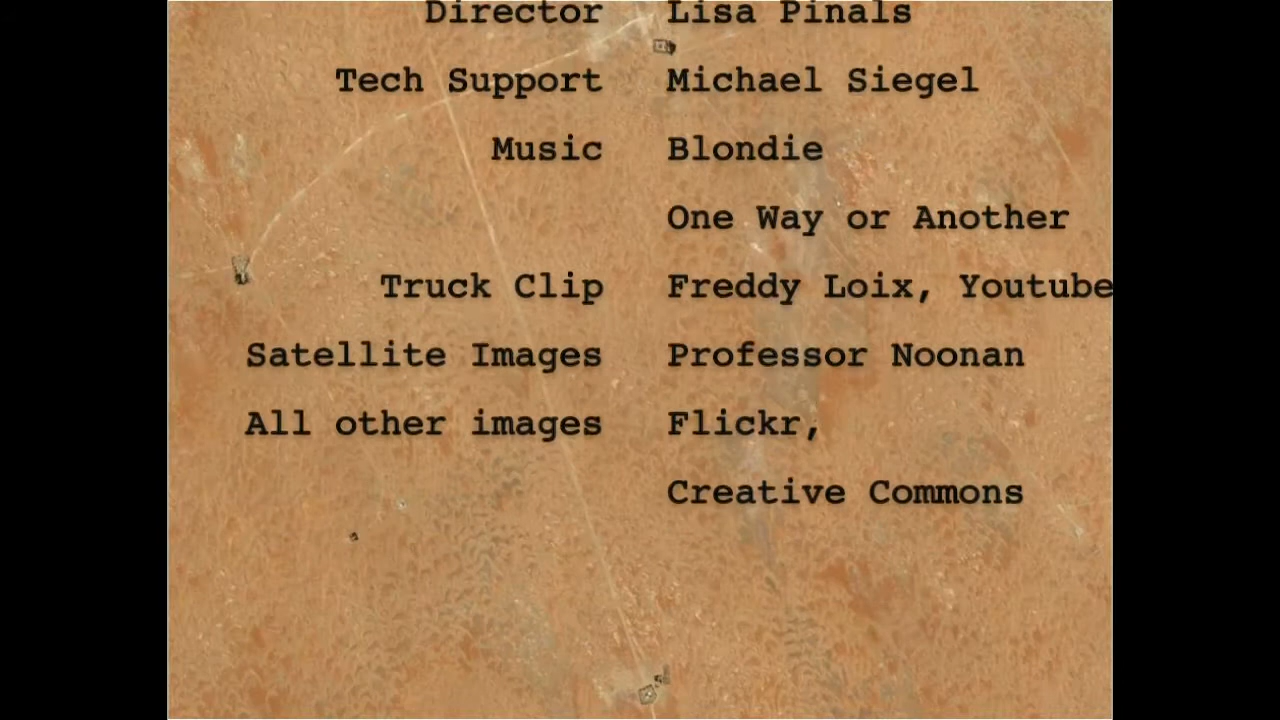 Director Lisa Pinals
Tech Support Michael Siegel
Music Blondie
One Way or Another
Truck Clip Freddy Loix, Youtube
Satellite Images Professor Noonan
All other images Flickr,
Creative Commons